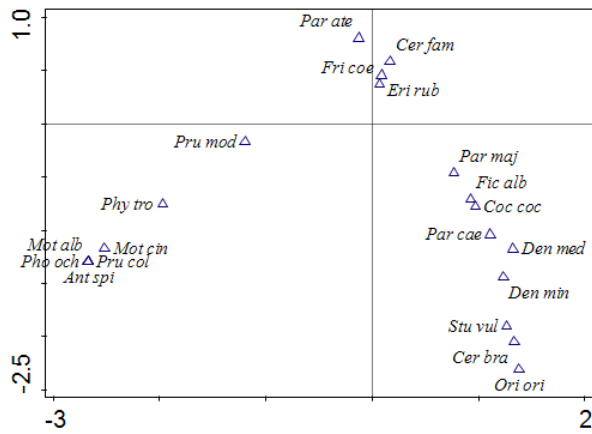 1.0
Par ate
Cer fam
Fri coe
Eri rub
Pru mod
Par maj
Fic alb
Phy tro
Coc coc
Par cae
Mot alb
Mot cin
Den med
Pho och
Pru col
Ant spi
Den min
Stu vul
Cer bra
Ori ori
-2.5
-3
2